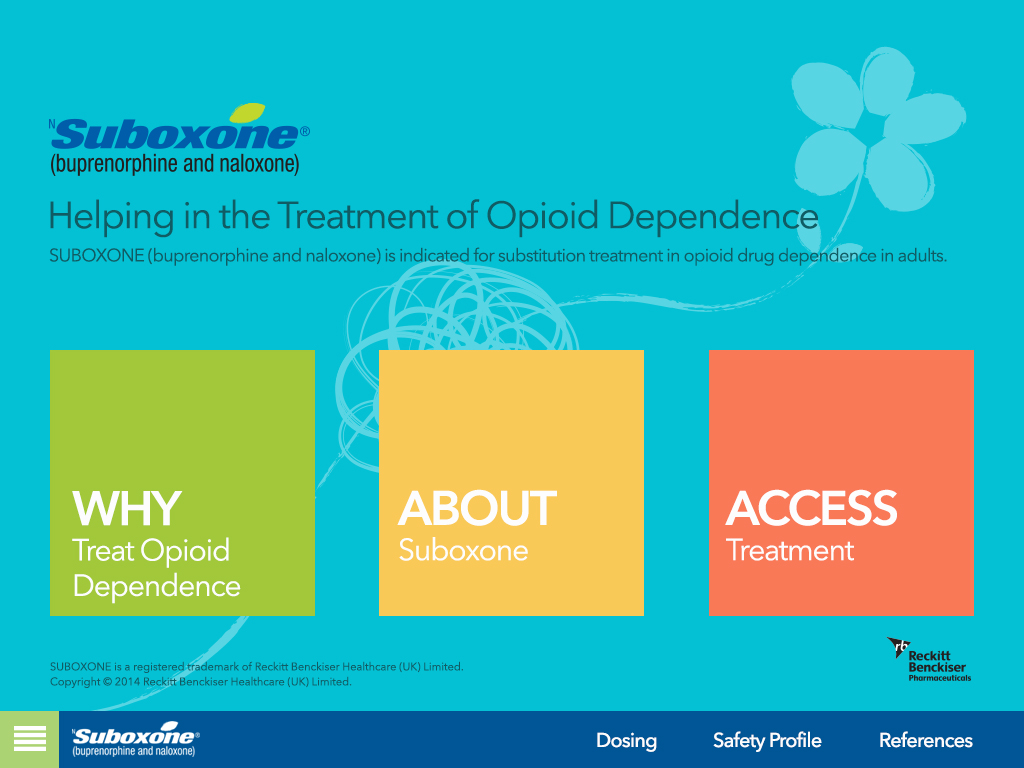 NSuboxone®
(buprenorphine and naloxone)
Helping in the Treatment of Opioid Dependence
SUBOXONE (buprenorphine and naloxone) is indicated for substitution treatment in opioid drug dependence in adults.
WHY
Treat Opioid
Dependence
ABOUT
Suboxone
ACCESS
Treatment
SUBOXONE is a registered trademark of Reckitt Benckiser Healthcare (UK) Limited.
Copyright © 2014 Reckitt Benckiser Healthcare (UK) Limited.
rb
Reckitt
Benckiser
Pharmaceuticals
NSuboxone®
(buprenorphine and naloxone)
Dosing
Safety Profile
References